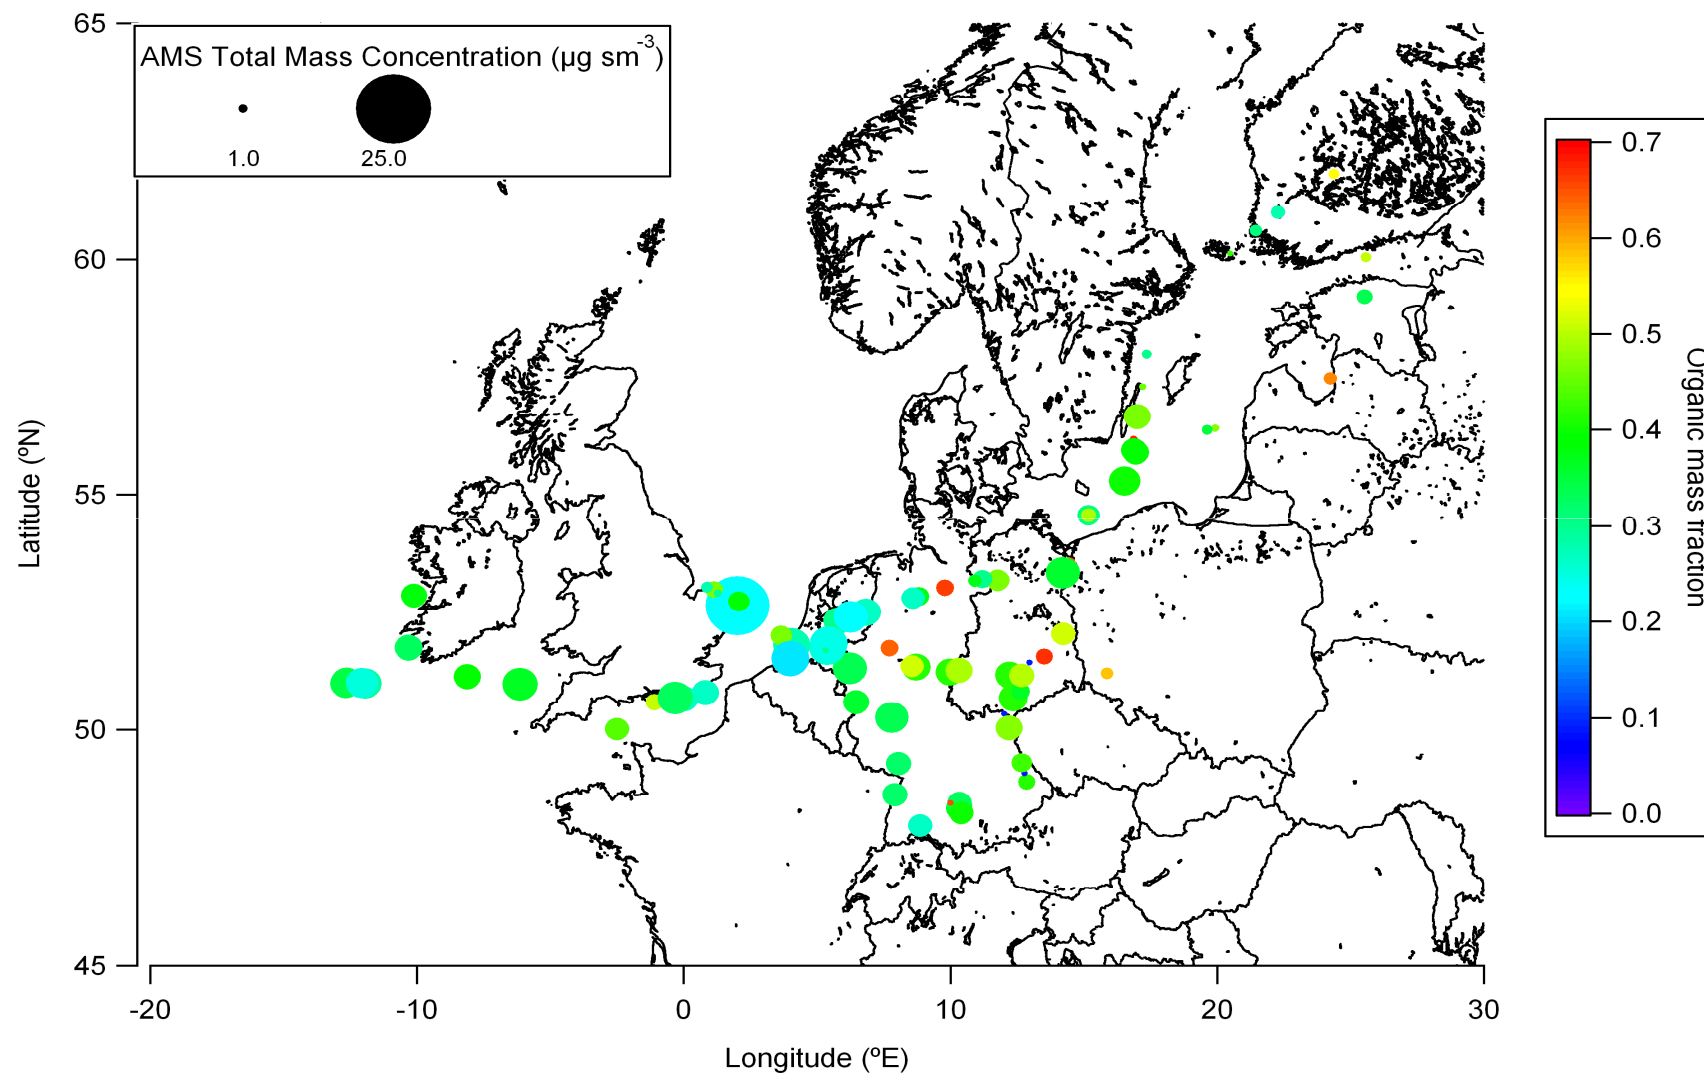 AMS Total Mass Concentration (µg sm-3)
1.0 25.0
65
60
55
50
45
Latitude (ºN)
-20 -10 0 10 20 30
Longitude (ºE)
0.7
0.6
0.5
0.4
0.3
0.2
0.1
0.0
Organic mass fraction